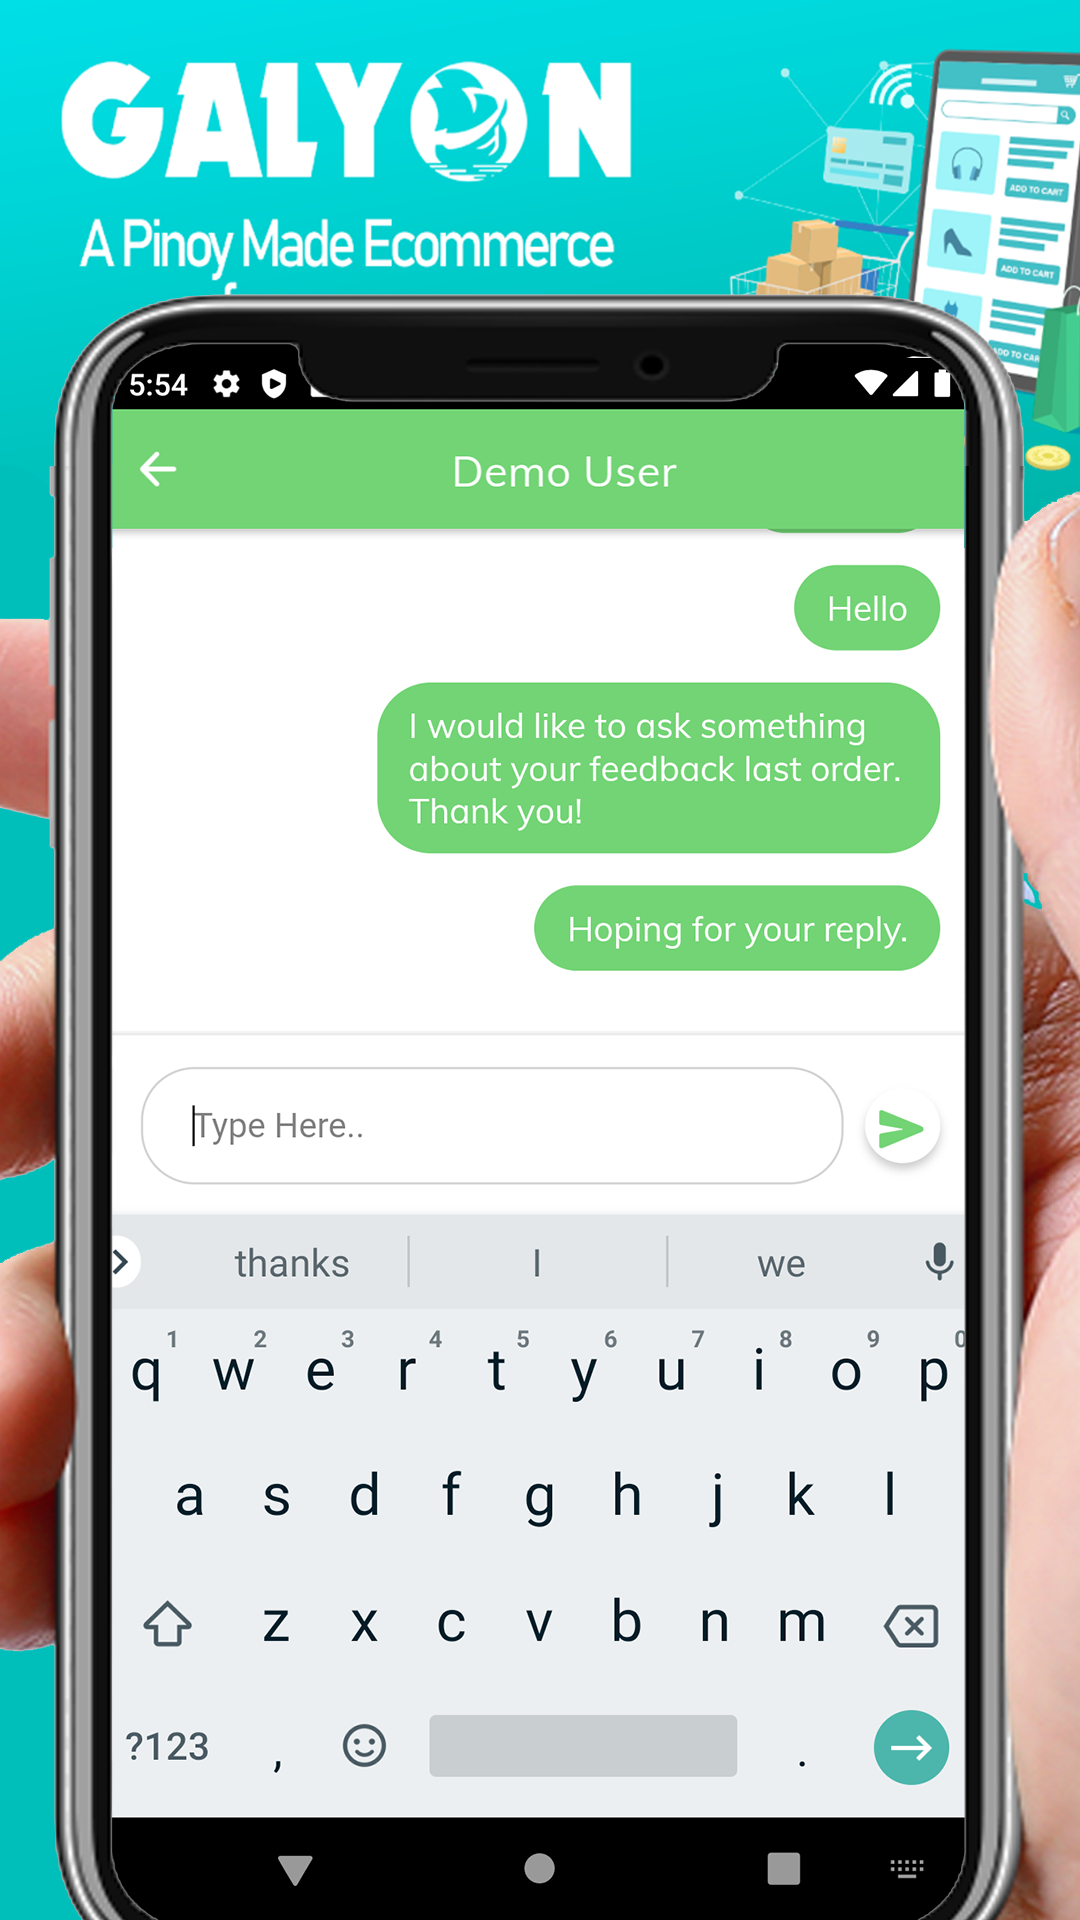 GALYON
A Pinoy Made Ecommerce
ADD TO CART
ADD TO CART
ADD TO CAR
5:54
Demo User
Hello
I would like to ask something
about your feedback last order.
Thank you!
Hoping for your reply.
Type Here..
thanks I we
1 2 3 4 5 6 7 8 9 0
q w e r t y u i o p
a s d f g h j k l
z x c v b n m
?123 , .